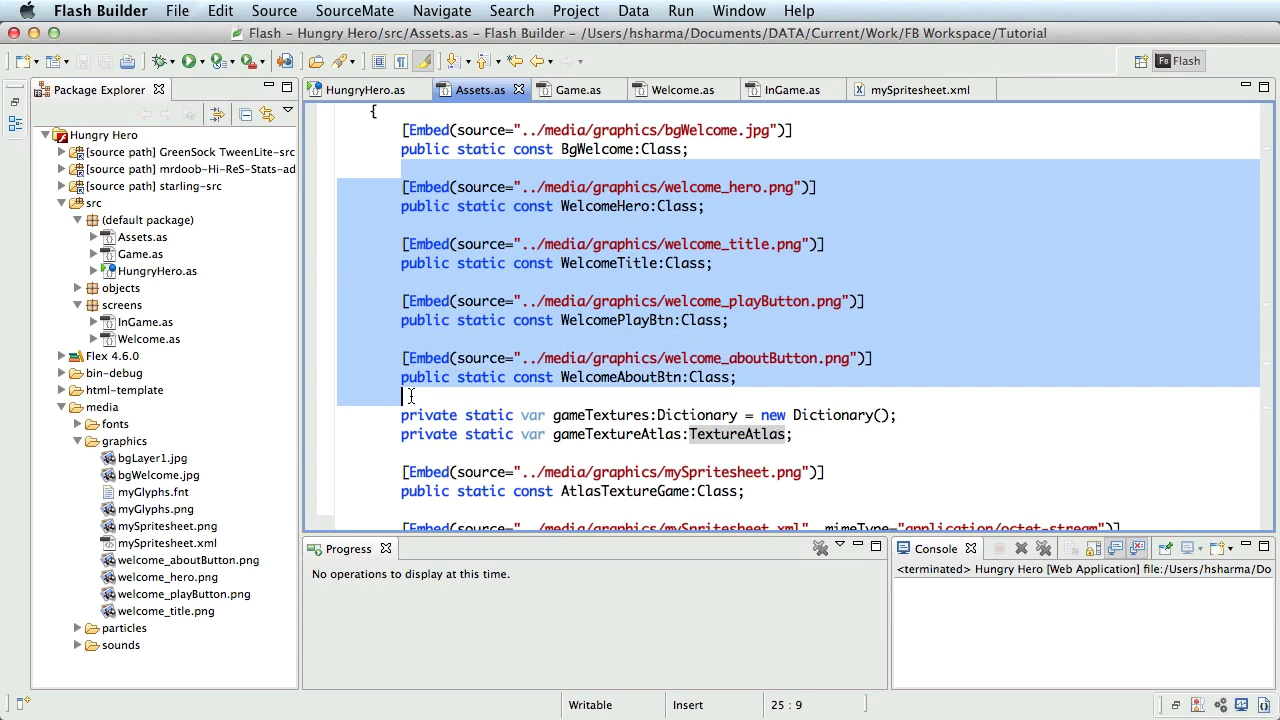 Flash Builder File Edit Source SourceMate Navigate Search Project Data Run Window Help
Flash – Hungry Hero/src/Assets.as – Flash Builder – /Users/hsharma/Documents/DATA/Current/Work/FB Workspace/Tutorial
Fb Flash
Package Explorer
HungryHero.as Assets.as Game.as Welcome.as InGame.as mySpritesheet.xml
Hungry Hero
[source path] GreenSock TweenLite-src
[source path] mrdoob-Hi-ReS-Stats-ad
[source path] starling-src
src
(default package)
Assets.as
Game.as
HungryHero.as
objects
screens
InGame.as
Welcome.as
Flex 4.6.0
bin-debug
html-template
media
fonts
graphics
bgLayer1.jpg
bgWelcome.jpg
myGlyphs.fnt
myGlyphs.png
mySpritesheet.png
mySpritesheet.xml
welcome_aboutButton.png
welcome_hero.png
welcome_playButton.png
welcome_title.png
particles
sounds
{
[Embed(source="../media/graphics/bgWelcome.jpg")]
public static const BgWelcome:Class;
[Embed(source="../media/graphics/welcome_hero.png")]
public static const WelcomeHero:Class;
[Embed(source="../media/graphics/welcome_title.png")]
public static const WelcomeTitle:Class;
[Embed(source="../media/graphics/welcome_playButton.png")]
public static const WelcomePlayBtn:Class;
[Embed(source="../media/graphics/welcome_aboutButton.png")]
public static const WelcomeAboutBtn:Class;
private static var gameTextures:Dictionary = new Dictionary();
private static var gameTextureAtlas:TextureAtlas;
[Embed(source="../media/graphics/mySpritesheet.png")]
public static const AtlasTextureGame:Class;
[Embed(source="../media/graphics/mySpritesheet.xml", mimeType="application/octet-stream")]
Progress
No operations to display at this time.
Console
<terminated> Hungry Hero [Web Application] file:/Users/hsharma/Do
Writable Insert 25 : 9